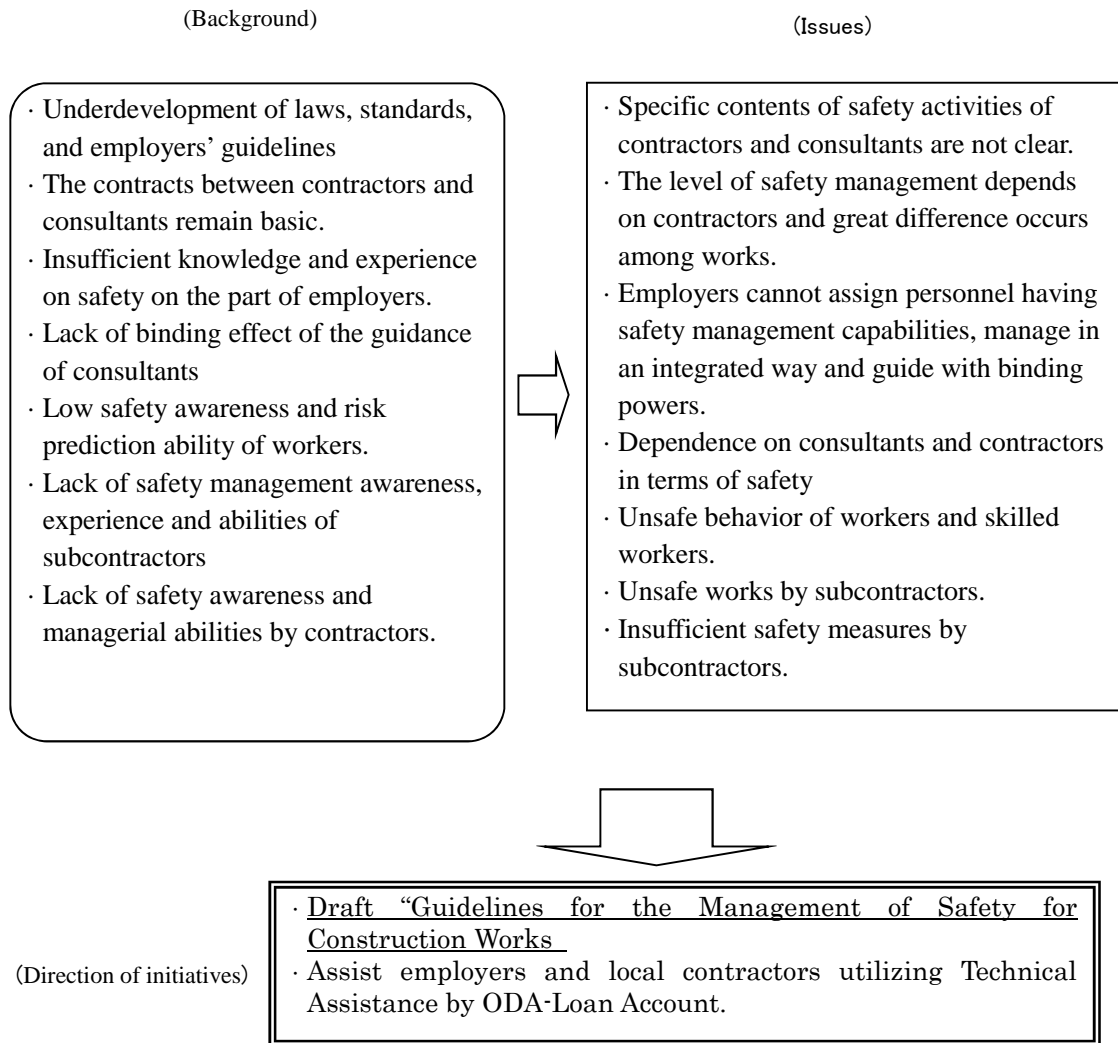 (Background)
(Issues)
· Underdevelopment of laws, standards,
and employers’ guidelines
· The contracts between contractors and
consultants remain basic.
· Insufficient knowledge and experience
on safety on the part of employers.
· Lack of binding effect of the guidance
of consultants
· Low safety awareness and risk
prediction ability of workers.
· Lack of safety management awareness,
experience and abilities of
subcontractors
· Lack of safety awareness and
managerial abilities by contractors.
· Specific contents of safety activities of
contractors and consultants are not clear.
· The level of safety management depends
on contractors and great difference occurs
among works.
· Employers cannot assign personnel having
safety management capabilities, manage in
an integrated way and guide with binding
powers.
· Dependence on consultants and contractors
in terms of safety
· Unsafe behavior of workers and skilled
workers.
· Unsafe works by subcontractors.
· Insufficient safety measures by
subcontractors.
(Direction of initiatives)
· Draft “Guidelines for the Management of Safety for
Construction Works
· Assist employers and local contractors utilizing Technical
Assistance by ODA-Loan Account.